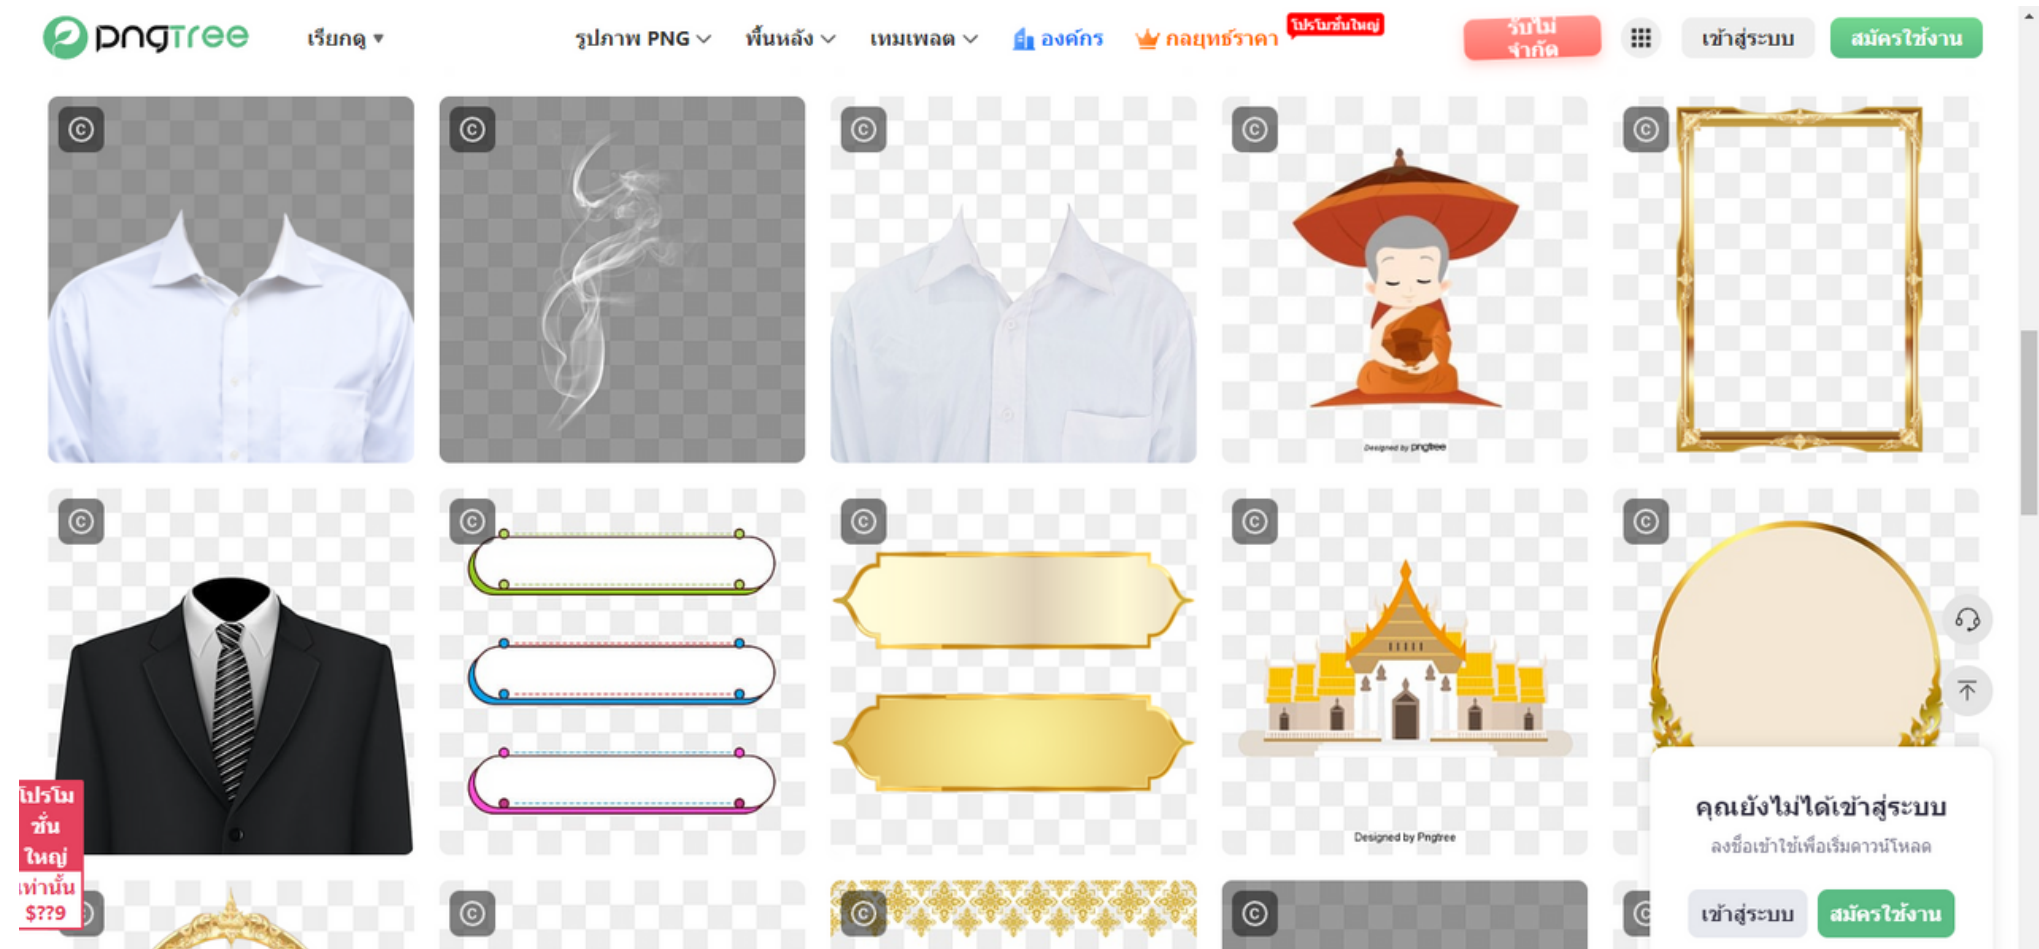 pngtree
เรียกดู
รูปภาพ PNG
พื้นหลัง
เทมเพลต
องค์กร
กลยุทธ์ราคา
โปรโมชั่นใหญ่
รับไม่
จำกัด
เข้าสู่ระบบ
สมัครใช้งาน
©
©
©
©
©
Designed by pngtree
©
©
©
©
©
Designed by Pngtree
โปรโม
ชั่น
ใหญ่
เท่านั้น
$??9
©
©
©
คุณยังไม่ได้เข้าสู่ระบบ
ลงชื่อเข้าใช้เพื่อเริ่มดาวน์โหลด
เข้าสู่ระบบ
สมัครใช้งาน